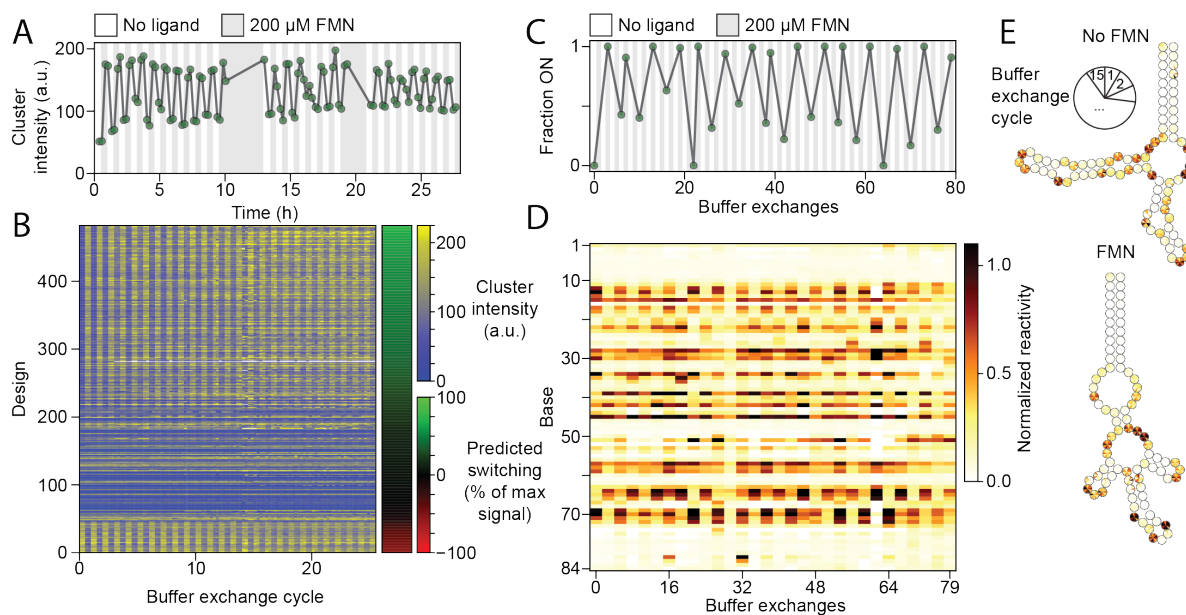 A
No ligand
200 µM FMN
Cluster
intensity (a.u.)
200
100
0
0
5
10
15
20
25
Time (h)
B
Design
400
300
200
100
0
0
10
20
Buffer exchange cycle
200
0
Cluster
intensity
(a.u.)
100
0
-100
Predicted
switching
(% of max
signal)
C
No ligand
200 µM FMN
Fraction ON
1
0
0
20
40
60
80
Buffer exchanges
D
Base
1
10
30
50
70
84
0
16
32
48
64
79
Buffer exchanges
1.0
0.5
0.0
Normalized reactivity
E
No FMN
Buffer
exchange
cycle
15
1
2
...
FMN